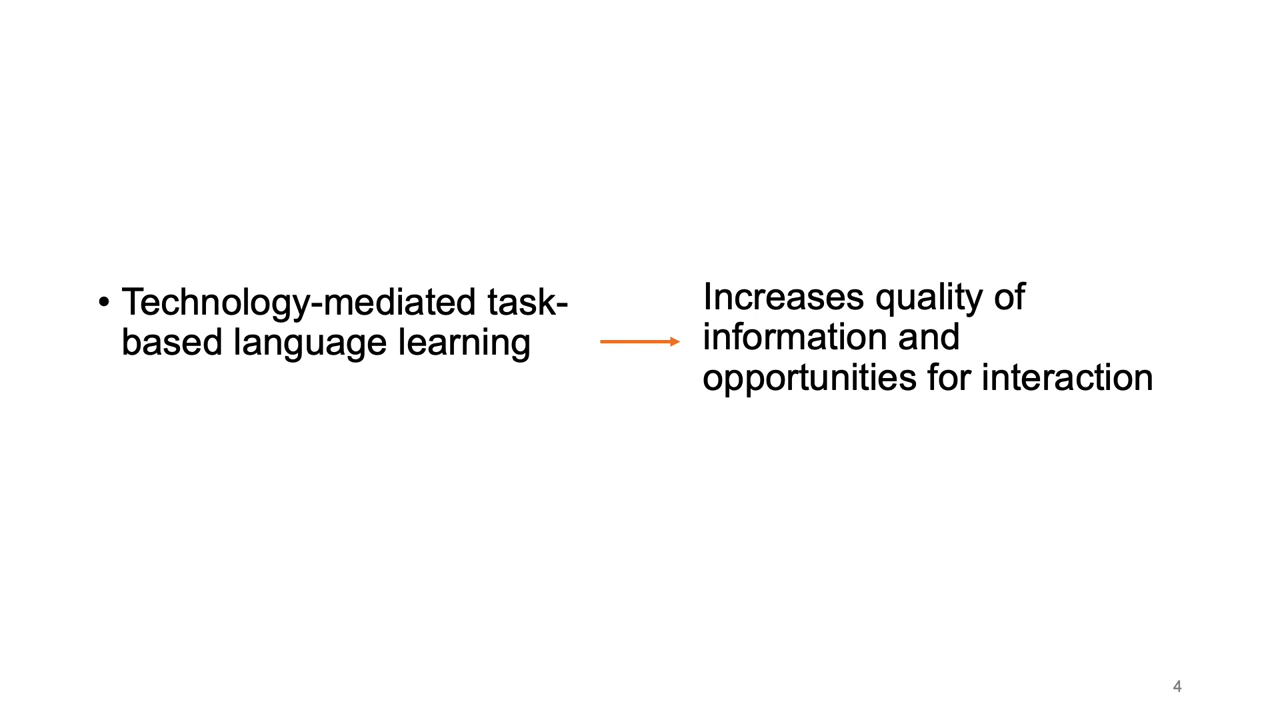 • Technology-mediated task-
based language learning
Increases quality of
information and
opportunities for interaction
4